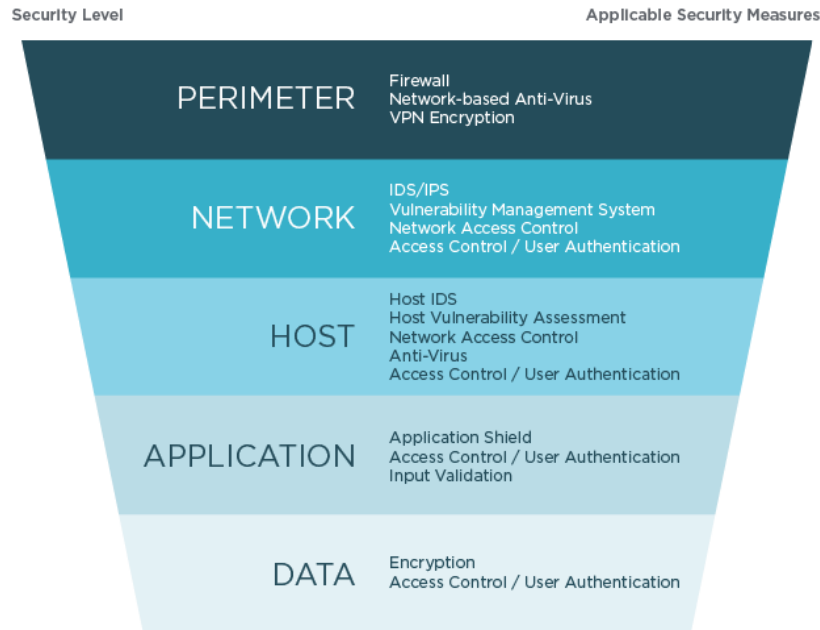 Security Level
Applicable Security Measures
PERIMETER
Firewall
Network-based Anti-Virus
VPN Encryption
NETWORK
IDS/IPS
Vulnerability Management System
Network Access Control
Access Control / User Authentication
HOST
Host IDS
Host Vulnerability Assessment
Network Access Control
Anti-Virus
Access Control / User Authentication
APPLICATION
Application Shield
Access Control / User Authentication
Input Validation
DATA
Encryption
Access Control / User Authentication